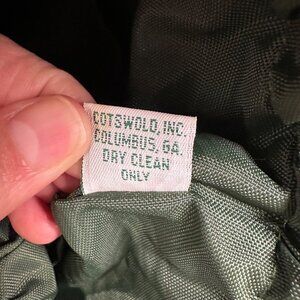 COTSWOLD, INC.
COLUMBUS, GA.
DRY CLEAN
ONLY